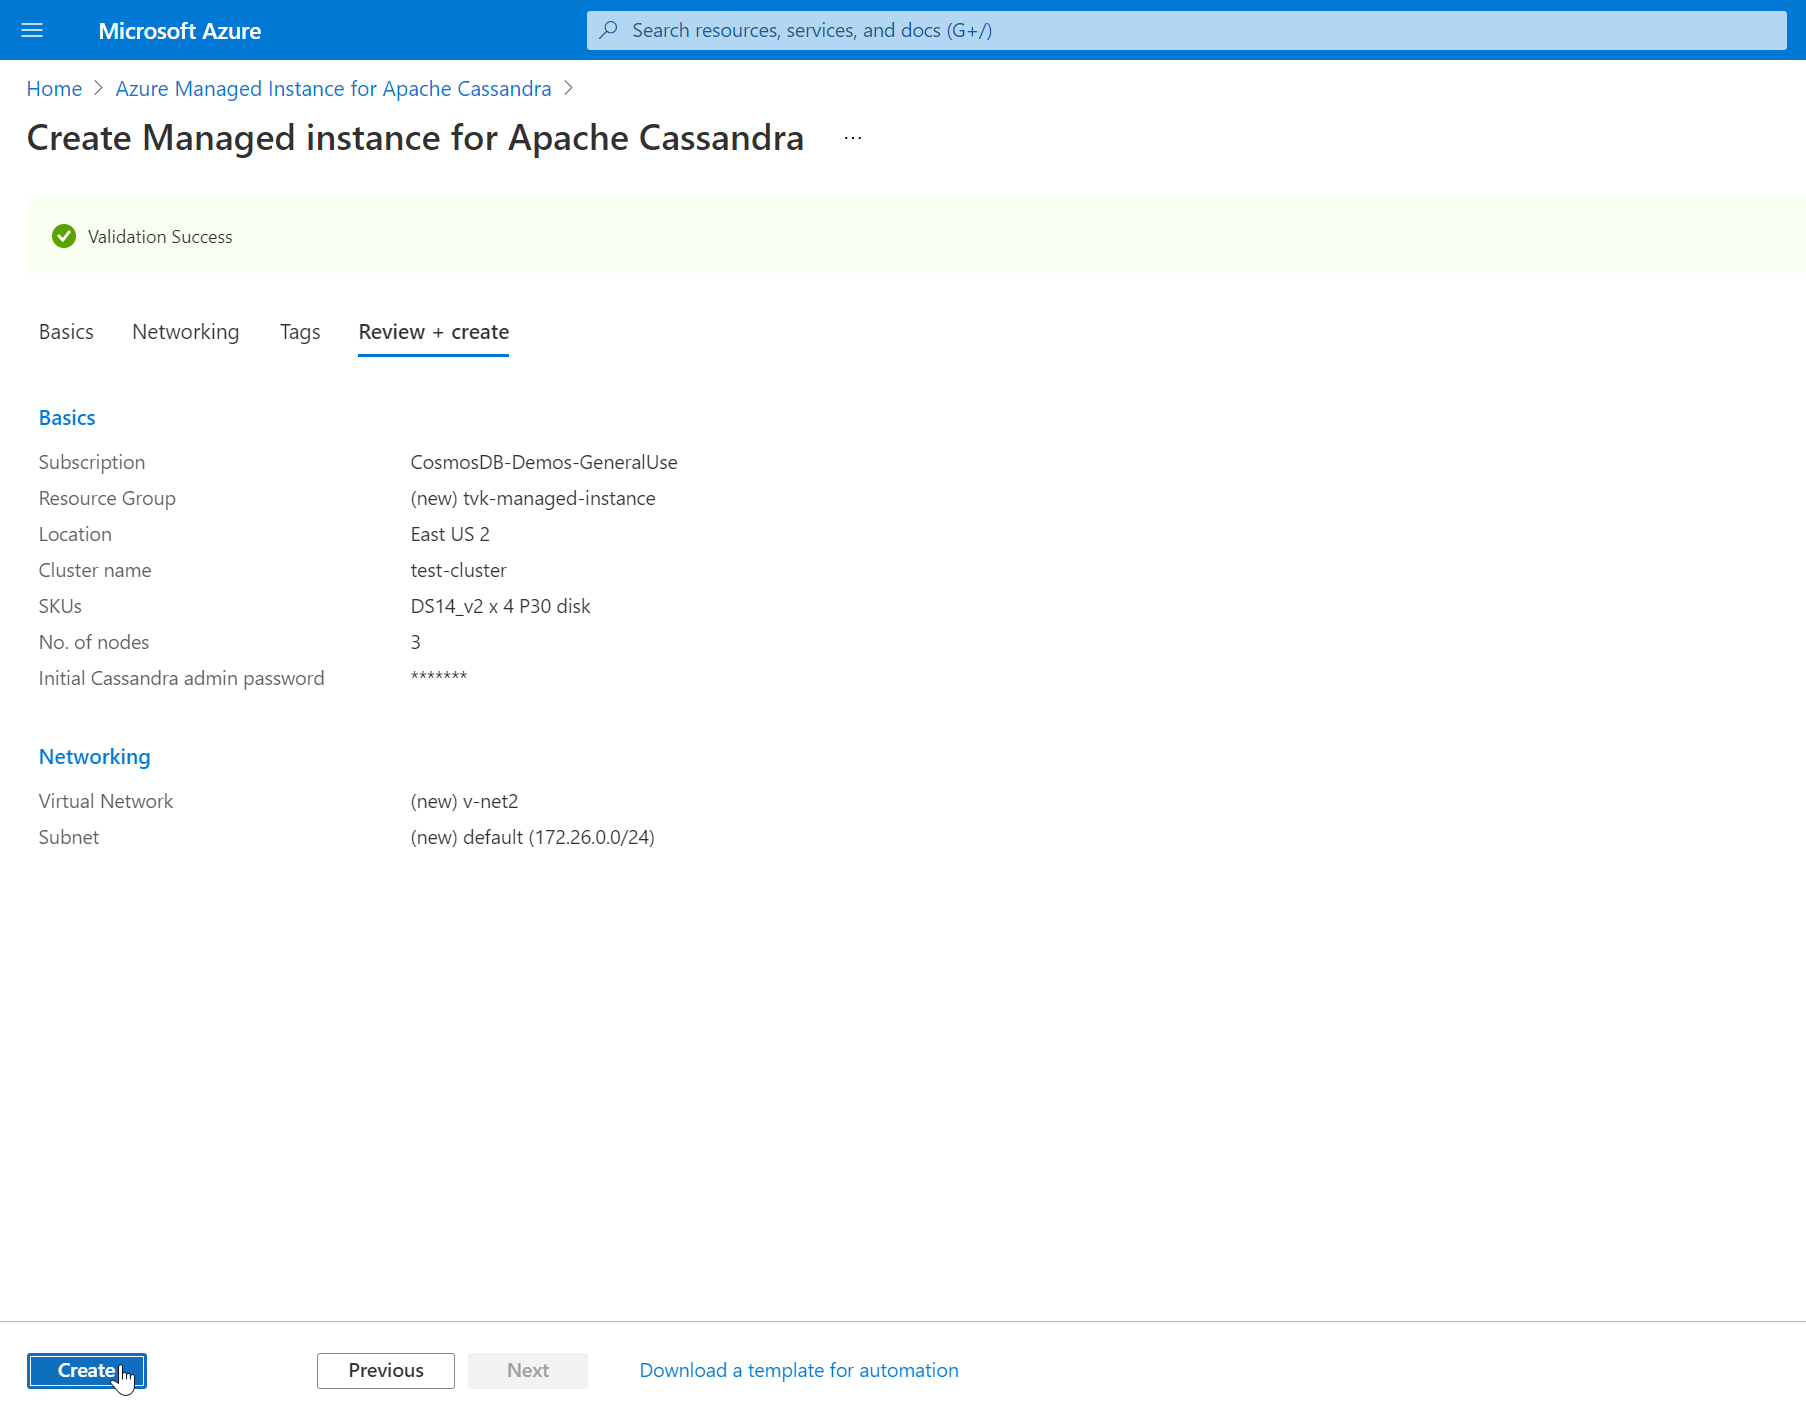 Microsoft Azure
Search resources, services, and docs (G+/)
Home > Azure Managed Instance for Apache Cassandra >
Create Managed instance for Apache Cassandra ...
Validation Success
Basics Networking Tags Review + create
Basics
Subscription CosmosDB-Demos-GeneralUse
Resource Group (new) tvk-managed-instance
Location East US 2
Cluster name test-cluster
SKUs DS14_v2 x 4 P30 disk
No. of nodes 3
Initial Cassandra admin password *******
Networking
Virtual Network (new) v-net2
Subnet (new) default (172.26.0.0/24)
Create Previous Next Download a template for automation